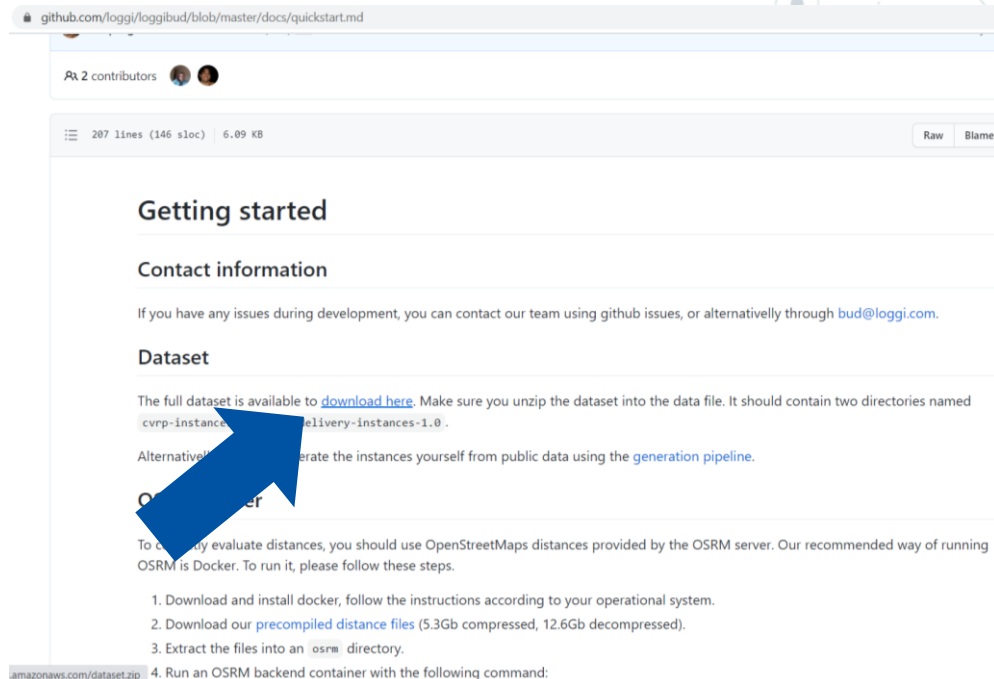 github.com/loggi/loggibud/blob/master/docs/quickstart.md
2 contributors
207 lines (146 sloc) 6.09 KB
Raw Blame
Getting started
Contact information
If you have any issues during development, you can contact our team using github issues, or alternativelly through bud@loggi.com.
Dataset
The full dataset is available to download here. Make sure you unzip the dataset into the data file. It should contain two directories named
elivery-instances-1.0.
the instances yourself from public data using the generation pipeline.
To evaluate distances, you should use OpenStreetMaps distances provided by the OSRM server. Our recommended way of running
OSRM is Docker. To run it, please follow these steps.
1. Download and install docker, follow the instructions according to your operational system.
2. Download our precompiled distance files (5.3Gb compressed, 12.6Gb decompressed).
3. Extract the files into an osrm directory.
4. Run an OSRM backend container with the following command:
.amazonaws.com/dataset.zip